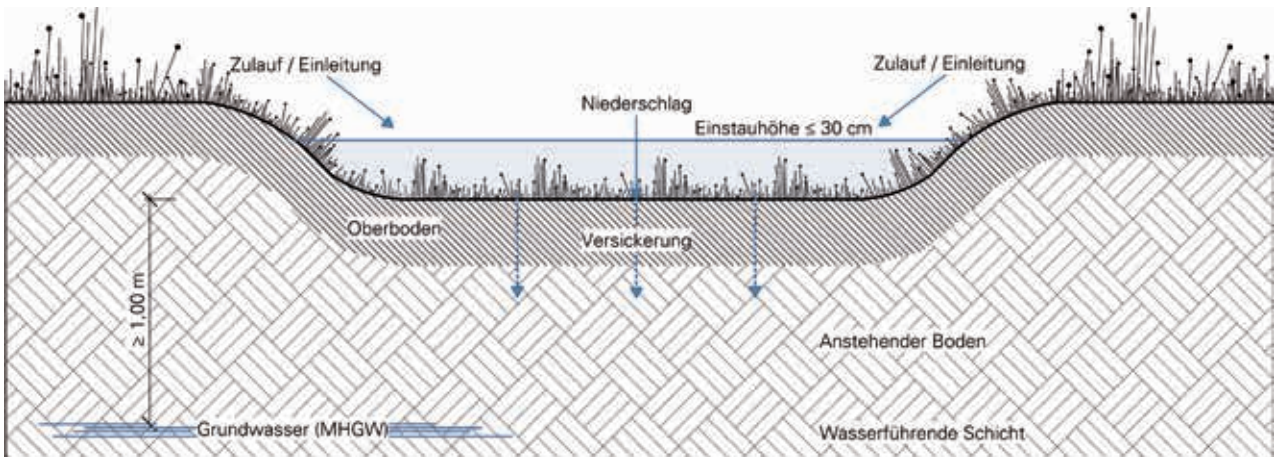 Zulauf / Einleitung
Zulauf / Einleitung
Niederschlag
Einstauhöhe ≤ 30 cm
Oberboden
Versickerung
≥ 1,00 m
Anstehender Boden
Grundwasser (MHGW)
Wasserführende Schicht